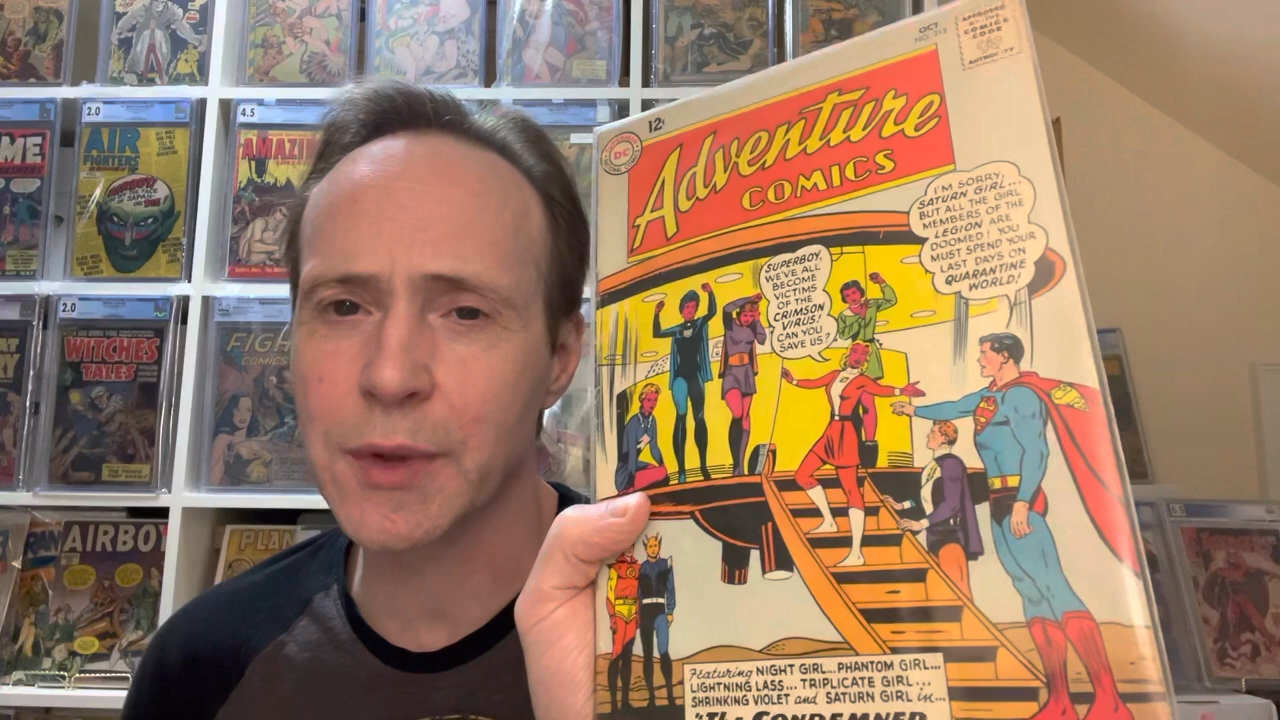 2.0
AIR
FIGHTERS
4.5
AMAZIN
2.0
WITCHES
TALES
FIGH
COMICS
AIRBOY
PLAN
OCT
NO. 313
APPROVED
BY THE
COMICS
CODE
AUTHORITY
12¢
DC
Adventure
COMICS
I'M SORRY,
SATURN GIRL...
BUT ALL THE GIRL
MEMBERS OF THE
LEGION ARE
DOOMED! YOU
MUST SPEND YOUR
LAST DAYS ON
QUARANTINE
WORLD!
SUPERBOY,
WE'VE ALL
BECOME
VICTIMS
OF THE
CRIMSON
VIRUS!
CAN YOU
SAVE US?
Featuring NIGHT GIRL...PHANTOM GIRL...
LIGHTNING LASS... TRIPLICATE GIRL...
SHRINKING VIOLET and SATURN GIRL in...
"The CONDEMNED